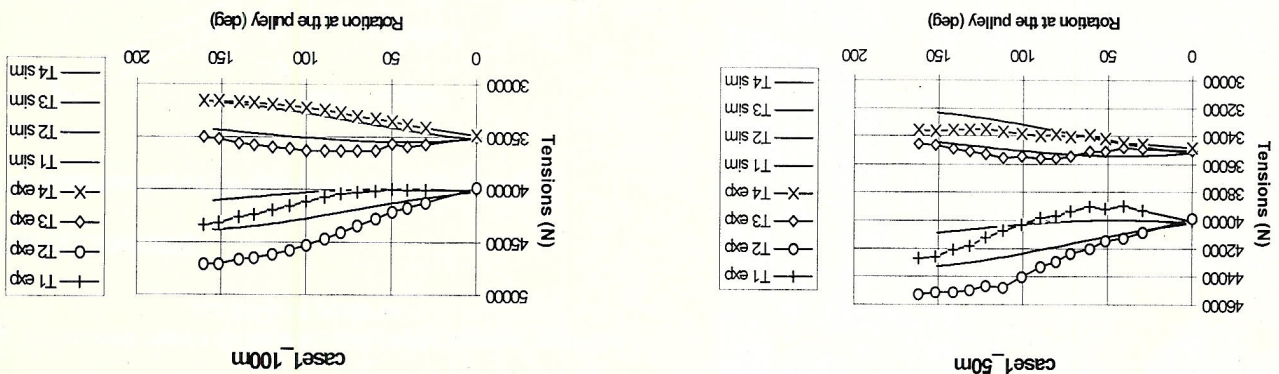 case1_50m
Tensions (N)
46000
44000
42000
40000
38000
36000
34000
32000
30000
0 50 100 150 200
Rotation at the pulley (deg)
T1 exp
T2 exp
T3 exp
T4 exp
T1 sim
T2 sim
T3 sim
T4 sim
case1_100m
Tensions (N)
50000
45000
40000
35000
30000
0 50 100 150 200
Rotation at the pulley (deg)
T1 exp
T2 exp
T3 exp
T4 exp
T1 sim
T2 sim
T3 sim
T4 sim